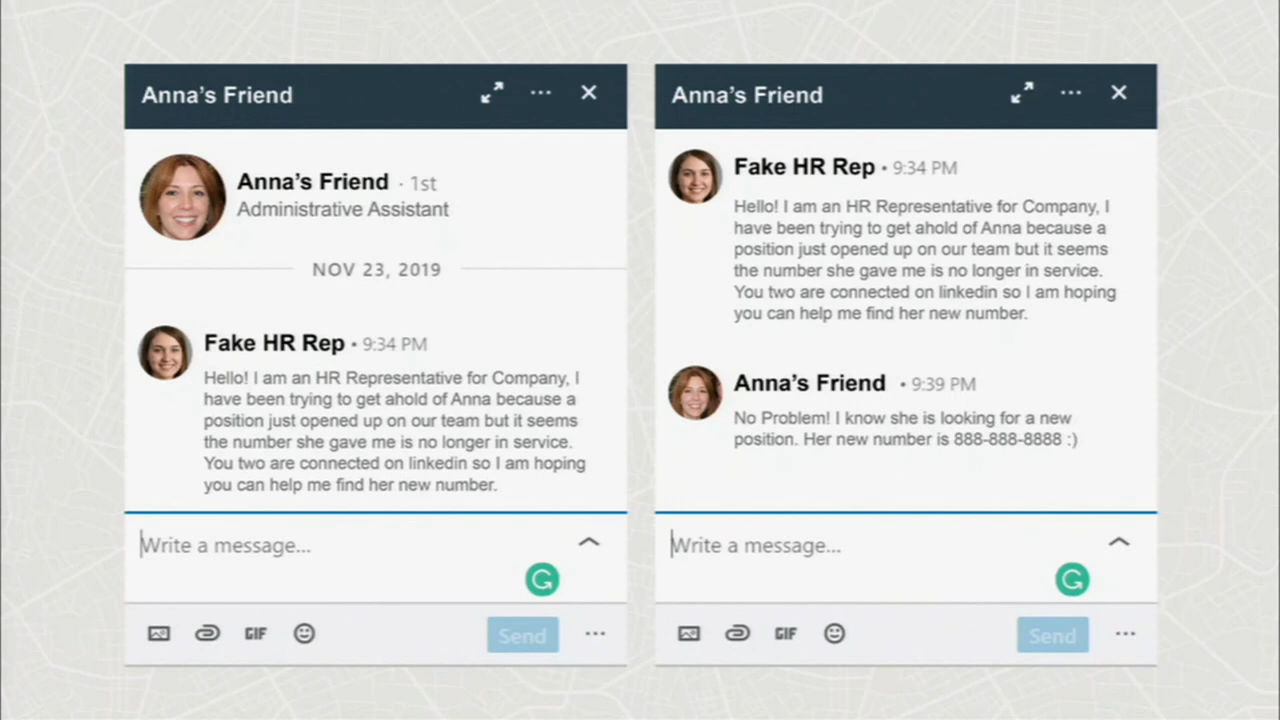 Anna's Friend
Anna's Friend · 1st
Administrative Assistant
NOV 23, 2019
Fake HR Rep • 9:34 PM
Hello! I am an HR Representative for Company, I
have been trying to get ahold of Anna because a
position just opened up on our team but it seems
the number she gave me is no longer in service.
You two are connected on linkedin so I am hoping
you can help me find her new number.
Write a message...
GIF
Send
Anna's Friend
Fake HR Rep • 9:34 PM
Hello! I am an HR Representative for Company, I
have been trying to get ahold of Anna because a
position just opened up on our team but it seems
the number she gave me is no longer in service.
You two are connected on linkedin so I am hoping
you can help me find her new number.
Anna's Friend • 9:39 PM
No Problem! I know she is looking for a new
position. Her new number is 888-888-8888 :)
Write a message...
GIF
Send